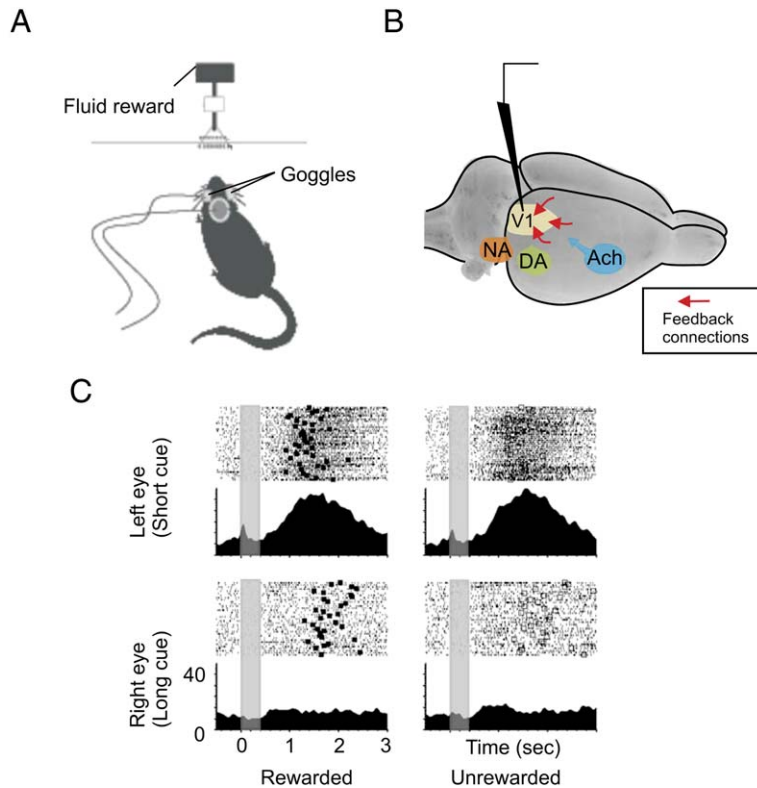 A
Fluid reward
Goggles
B
V1
NA
DA
Ach
Feedback
connections
C
Left eye
(Short cue)
Right eye
(Long cue)
40
0
0 1 2 3
Time (sec)
Rewarded
Unrewarded